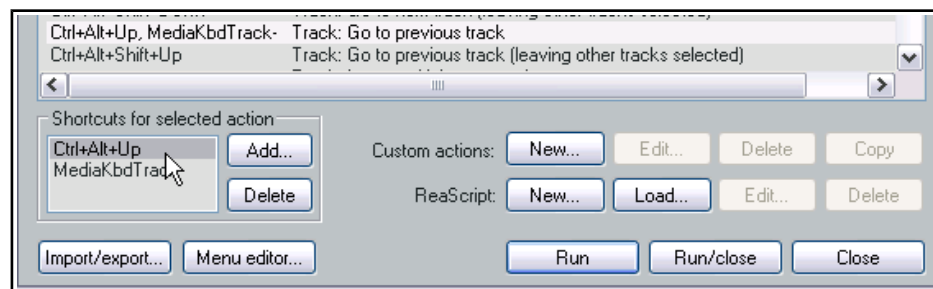 Ctrl+Alt+Up, MediaKbdTrack- Track: Go to previous track
Ctrl+Alt+Shift+Up Track: Go to previous track (leaving other tracks selected)
Shortcuts for selected action
Ctrl+Alt+Up
MediaKbdTrac
Add...
Delete
Custom actions: New... Edit... Delete Copy
ReaScript: New... Load... Edit... Delete
Import/export... Menu editor... Run Run/close Close